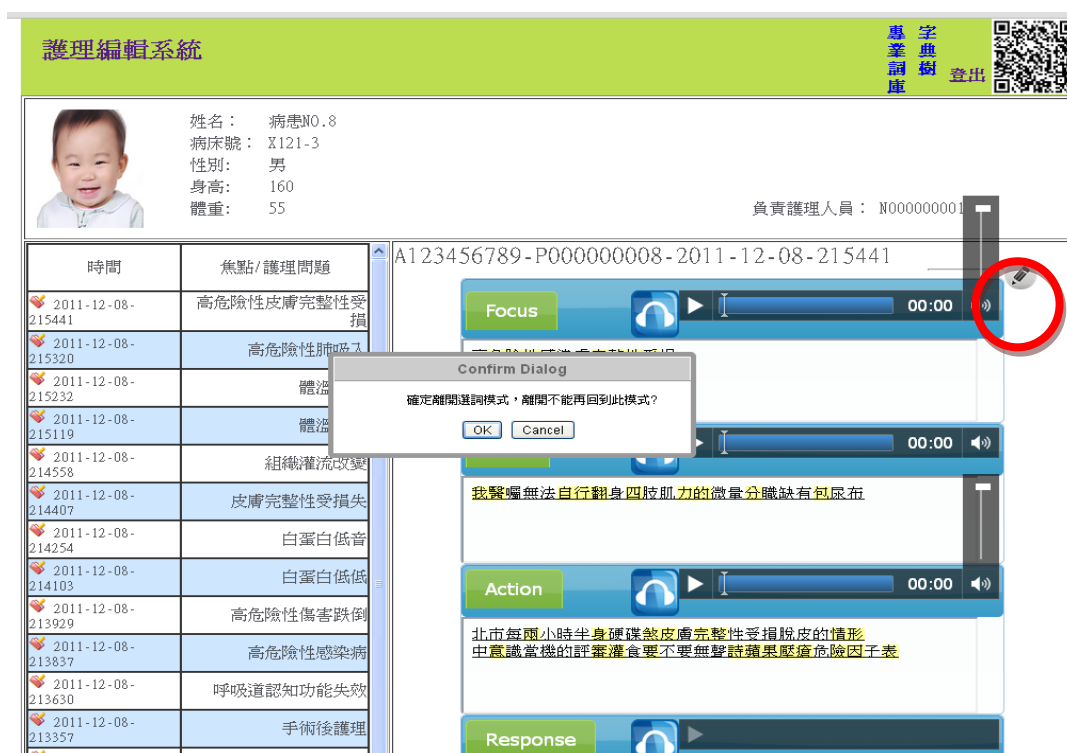 護理編輯系統
專業詞庫
字典樹
登出
姓名： 病患NO.8
病床號： X121-3
性別: 男
身高: 160
體重: 55
負責護理人員： N000000001
時間 焦點/護理問題
A123456789-P000000008-2011-12-08-215441
2011-12-08-
215441
高危險性皮膚完整性受
損
2011-12-08-
215320
高危險性肺吸入
2011-12-08-
215232
體溫
2011-12-08-
215119
體溫
2011-12-08-
214558
組織灌流改變
2011-12-08-
214407
皮膚完整性受損失
2011-12-08-
214254
白蛋白低音
2011-12-08-
214103
白蛋白低低
2011-12-08-
213929
高危險性傷害跌倒
2011-12-08-
213837
高危險性感染病
2011-12-08-
213630
呼吸道認知功能失效
2011-12-08-
213357
手術後護理
Focus
00:00
Confirm Dialog
確定離開選詞模式，離開不能再回到此模式?
OK Cancel
00:00
我醫囑無法自行翻身四肢肌力的微量分職缺有包尿布
Action
00:00
北市每兩小時半身硬碟煞皮膚完整性受損脫皮的情形
中意識當機的評審灌食要不要無聲詩蘋果壓瘡危險因子表
Response